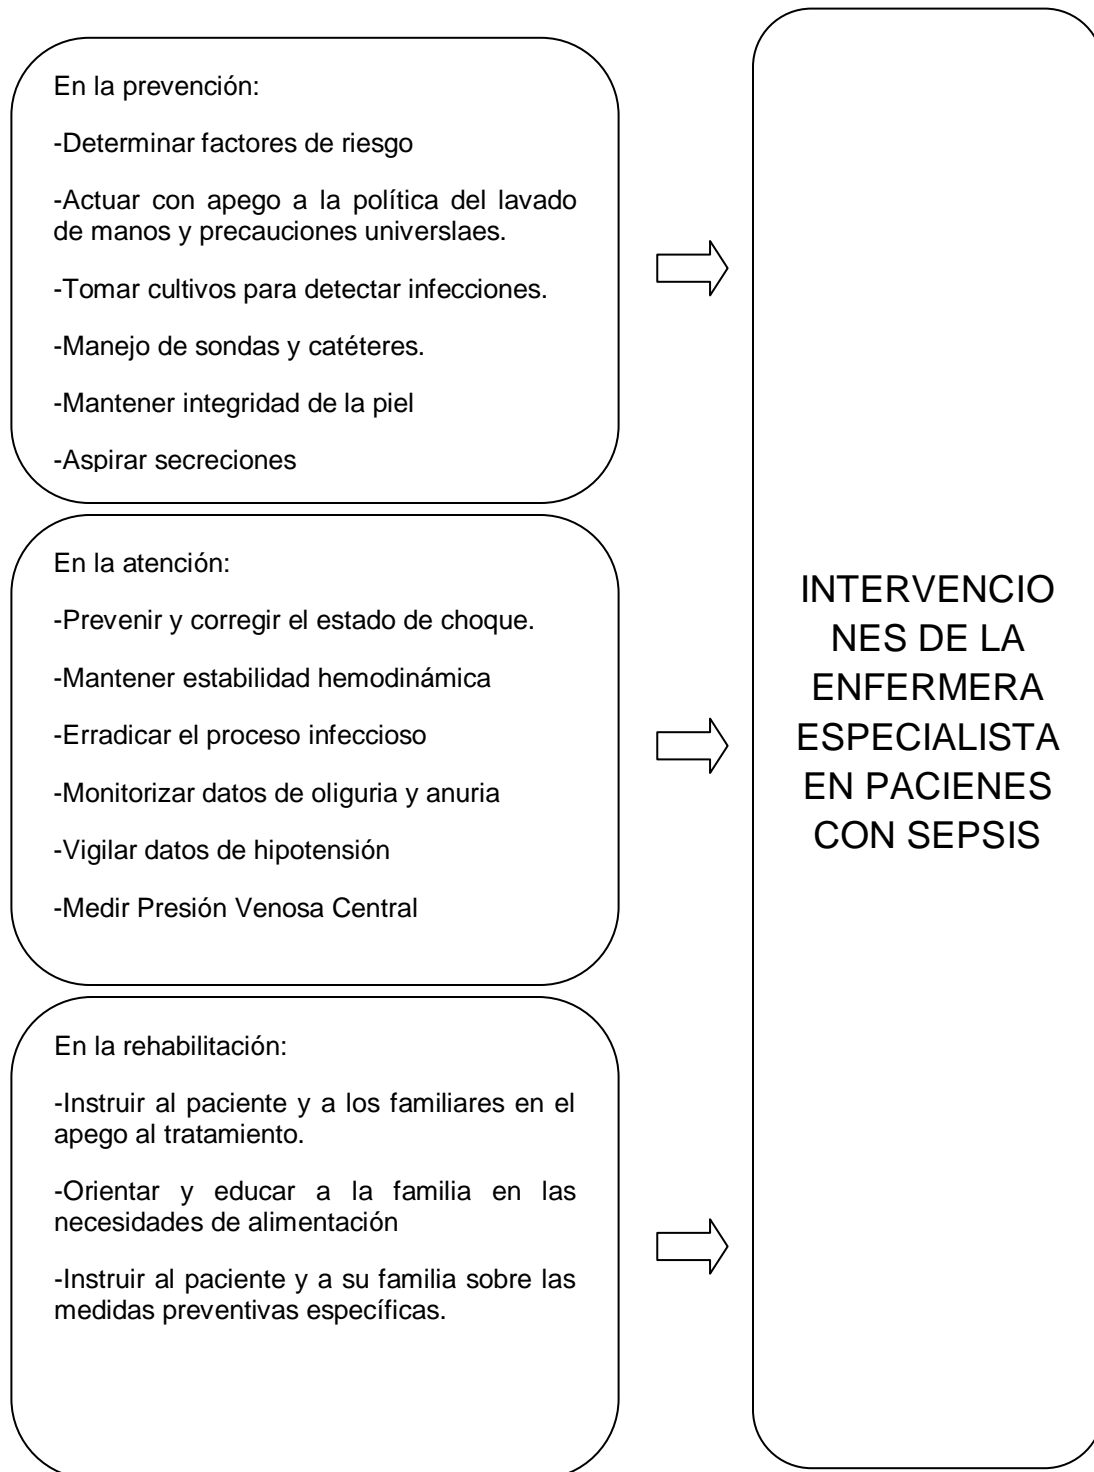 En la prevención:
-Determinar factores de riesgo
-Actuar con apego a la política del lavado
de manos y precauciones universlaes.
-Tomar cultivos para detectar infecciones.
-Manejo de sondas y catéteres.
-Mantener integridad de la piel
-Aspirar secreciones
En la atención:
-Prevenir y corregir el estado de choque.
-Mantener estabilidad hemodinámica
-Erradicar el proceso infeccioso
-Monitorizar datos de oliguria y anuria
-Vigilar datos de hipotensión
-Medir Presión Venosa Central
En la rehabilitación:
-Instruir al paciente y a los familiares en el
apego al tratamiento.
-Orientar y educar a la familia en las
necesidades de alimentación
-Instruir al paciente y a su familia sobre las
medidas preventivas específicas.
INTERVENCIO
NES DE LA
ENFERMERA
ESPECIALISTA
EN PACIENES
CON SEPSIS